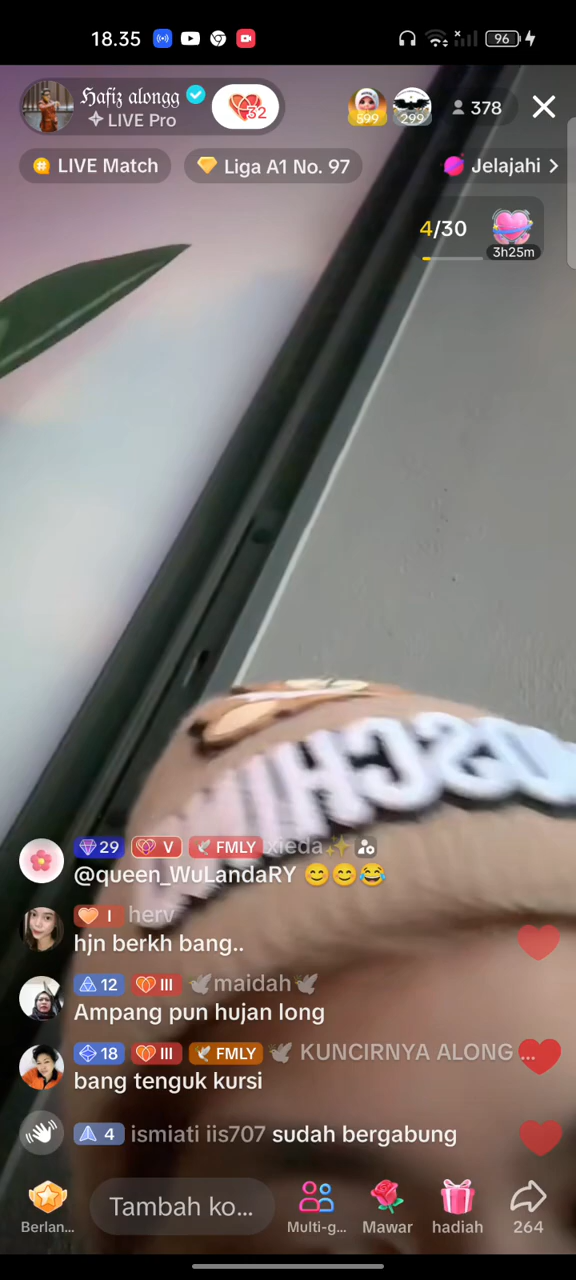 18.35
96
Hafiz alongg
LIVE Pro
32
599
299
378
LIVE Match
Liga A1 No. 97
Jelajahi >
4/30
3h25m
MOSCHINO
29 V FMLY xieda✨
@queen_WuLandaRY 😊😊😂
I herv
hjn berkh bang..
12 III 🕊️maidah🕊️
Ampang pun hujan long
18 III FMLY 🕊️ KUNCIRNYA ALONG ...
bang tenguk kursi
4 ismiati iis707 sudah bergabung
Berlan...
Tambah ko...
Multi-g...
Mawar
hadiah
264